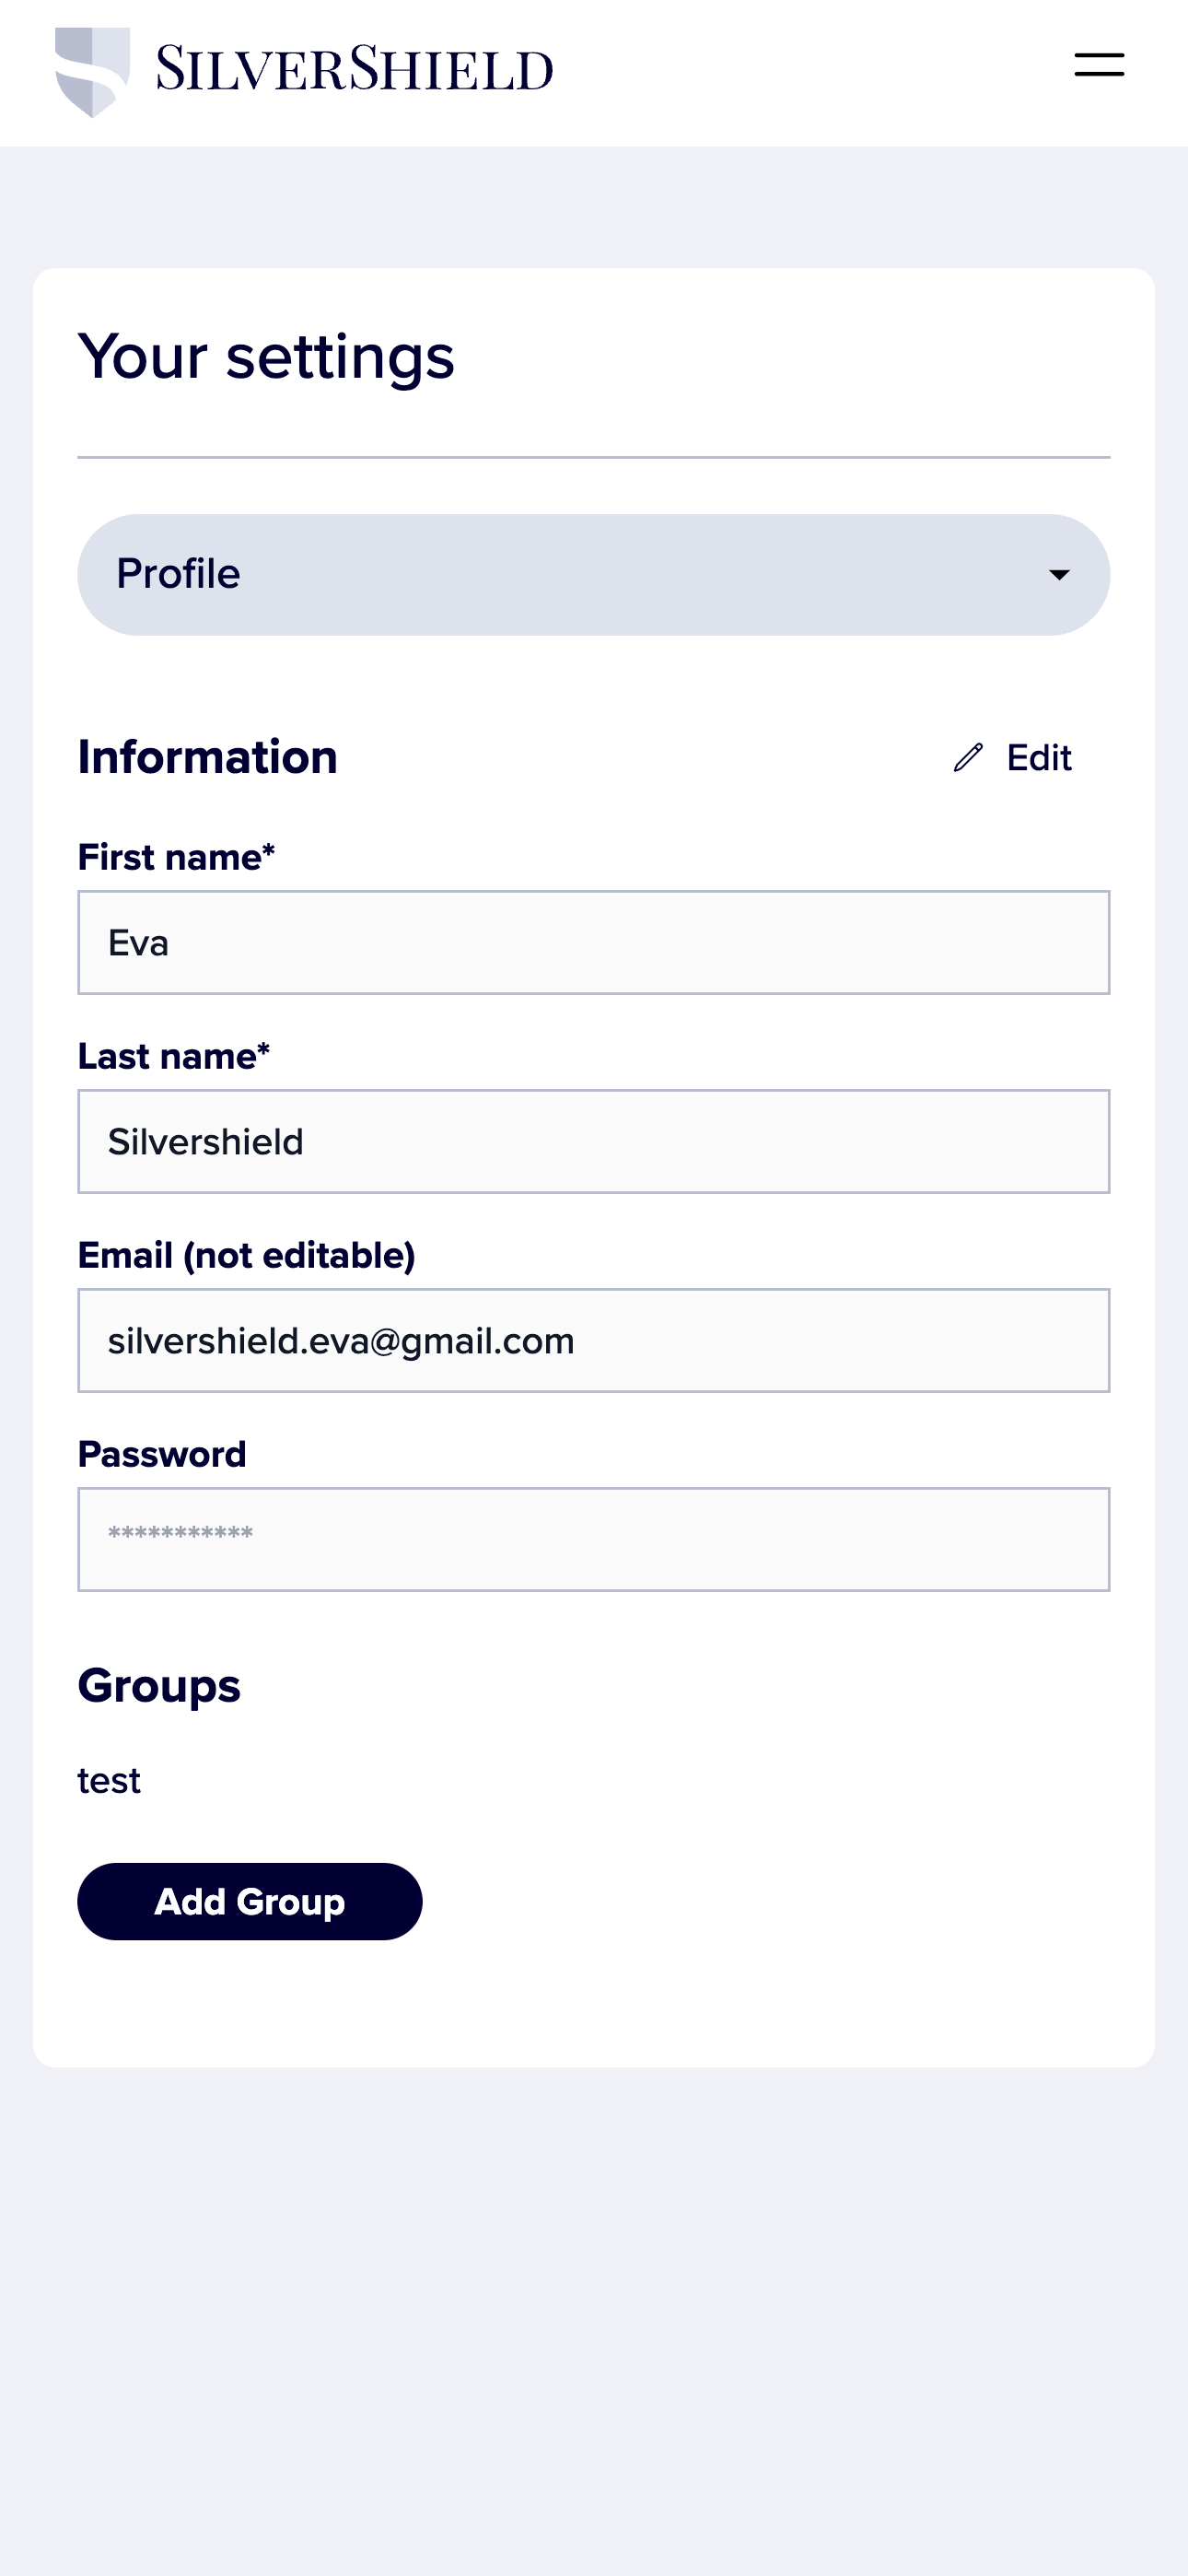 SILVERSHIELD
Your settings
Profile
Information
Edit
First name*
Eva
Last name*
Silvershield
Email (not editable)
silvershield.eva@gmail.com
Password
***********
Groups
test
Add Group